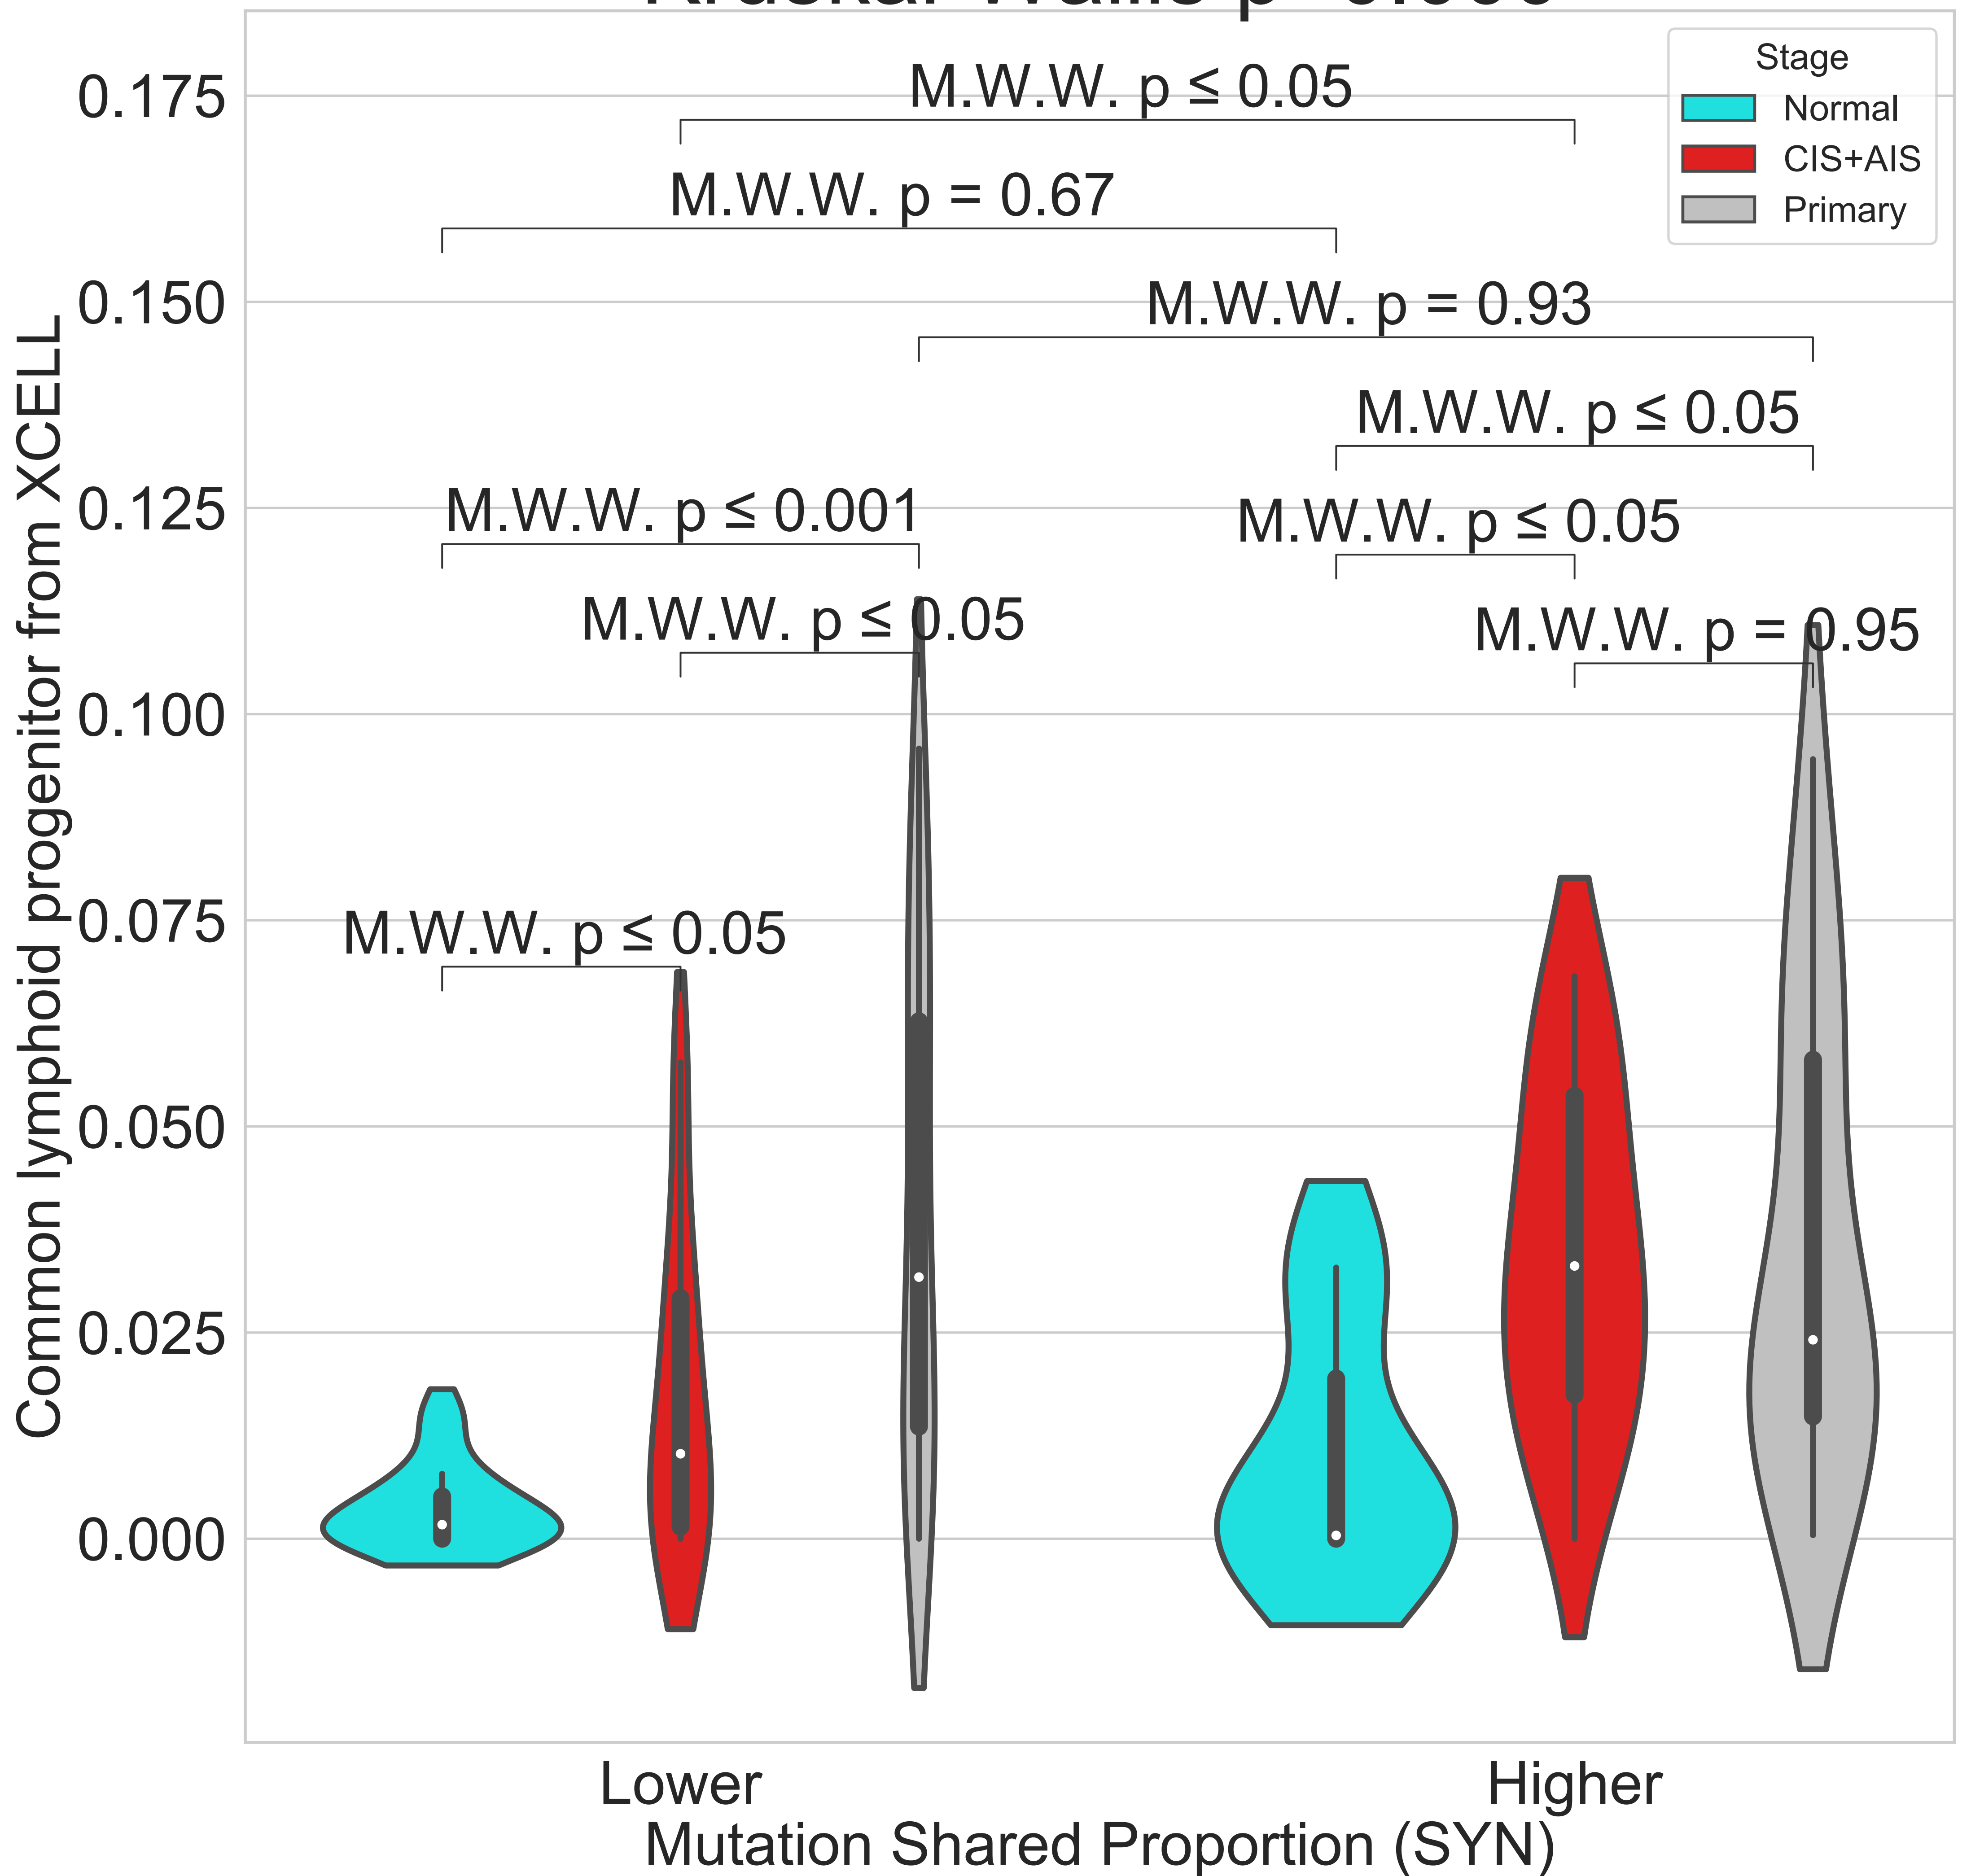 Stage
Normal
CIS+AIS
Primary
M.W.W. p ≤ 0.05
M.W.W. p = 0.67
M.W.W. p = 0.93
M.W.W. p ≤ 0.05
M.W.W. p ≤ 0.001
M.W.W. p ≤ 0.05
M.W.W. p ≤ 0.05
M.W.W. p = 0.95
M.W.W. p ≤ 0.05
0.175
0.150
0.125
0.100
0.075
0.050
0.025
0.000
Common lymphoid progenitor from XCELL
Lower
Higher
Mutation Shared Proportion (SYN)